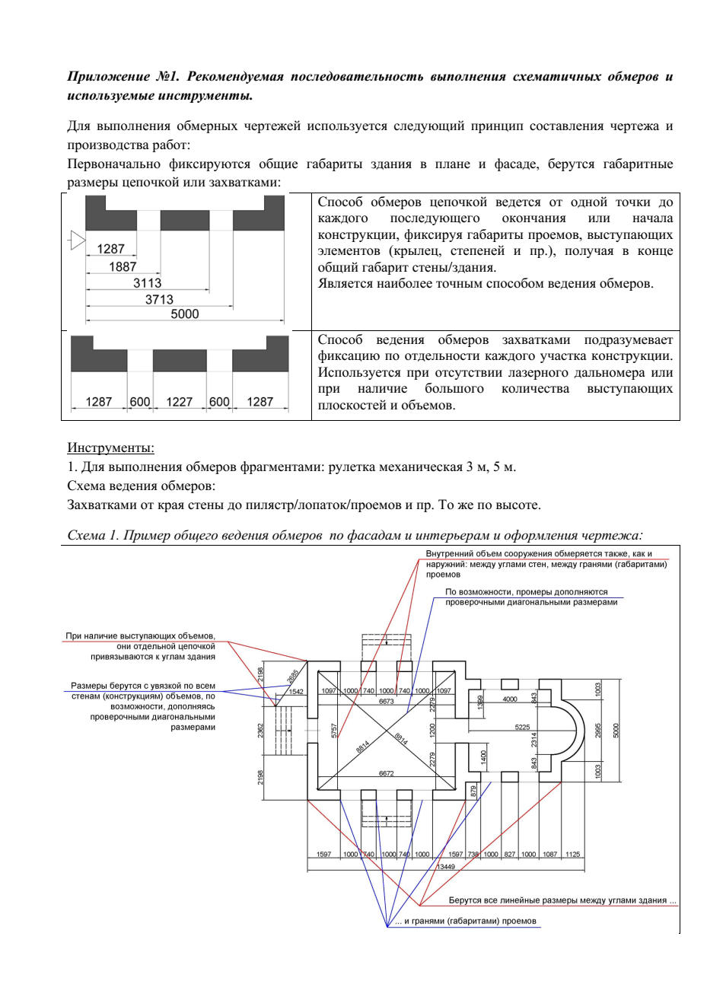 Приложение №1. Рекомендуемая последовательность выполнения схематичных обмеров и
используемые инструменты.
Для выполнения обмерных чертежей используется следующий принцип составления чертежа и
производства работ:
Первоначально фиксируются общие габариты здания в плане и фасаде, берутся габаритные
размеры цепочкой или захватками:
1287
1887
3113
3713
5000
Способ обмеров цепочкой ведется от одной точки до
каждого последующего окончания или начала
конструкции, фиксируя габариты проемов, выступающих
элементов (крылец, степеней и пр.), получая в конце
общий габарит стены/здания.
Является наиболее точным способом ведения обмеров.
1287 600 1227 600 1287
Способ ведения обмеров захватками подразумевает
фиксацию по отдельности каждого участка конструкции.
Используется при отсутствии лазерного дальномера или
при наличие большого количества выступающих
плоскостей и объемов.
Инструменты:
1. Для выполнения обмеров фрагментами: рулетка механическая 3 м, 5 м.
Схема ведения обмеров:
Захватками от края стены до пилястр/лопаток/проемов и пр. То же по высоте.
Схема 1. Пример общего ведения обмеров по фасадам и интерьерам и оформления чертежа:
Внутренний объем сооружения обмеряется также, как и
наружний: между углами стен, между гранями (габаритами)
проемов
По возможности, промеры дополняются
проверочными диагональными размерами
При наличие выступающих объемов,
они отдельной цепочкой
привязываются к углам здания
Размеры берутся с увязкой по всем
стенам (конструкциям) объемов, по
возможности, дополняясь
проверочными диагональными
размерами
2198
2685
1542
2362
2198
1097 1000 740 1000 740 1000 1097
6673
2279
5757
8814
8814
1200
2279
6672
1399
4000
843
5225
2314
1400
843
879
1003
2995
5000
1003
1597 1000 740 1000 740 1000 1597 738 1000 827 1000 1087 1125
13449
Берутся все линейные размеры между углами здания ...
... и гранями (габаритами) проемов